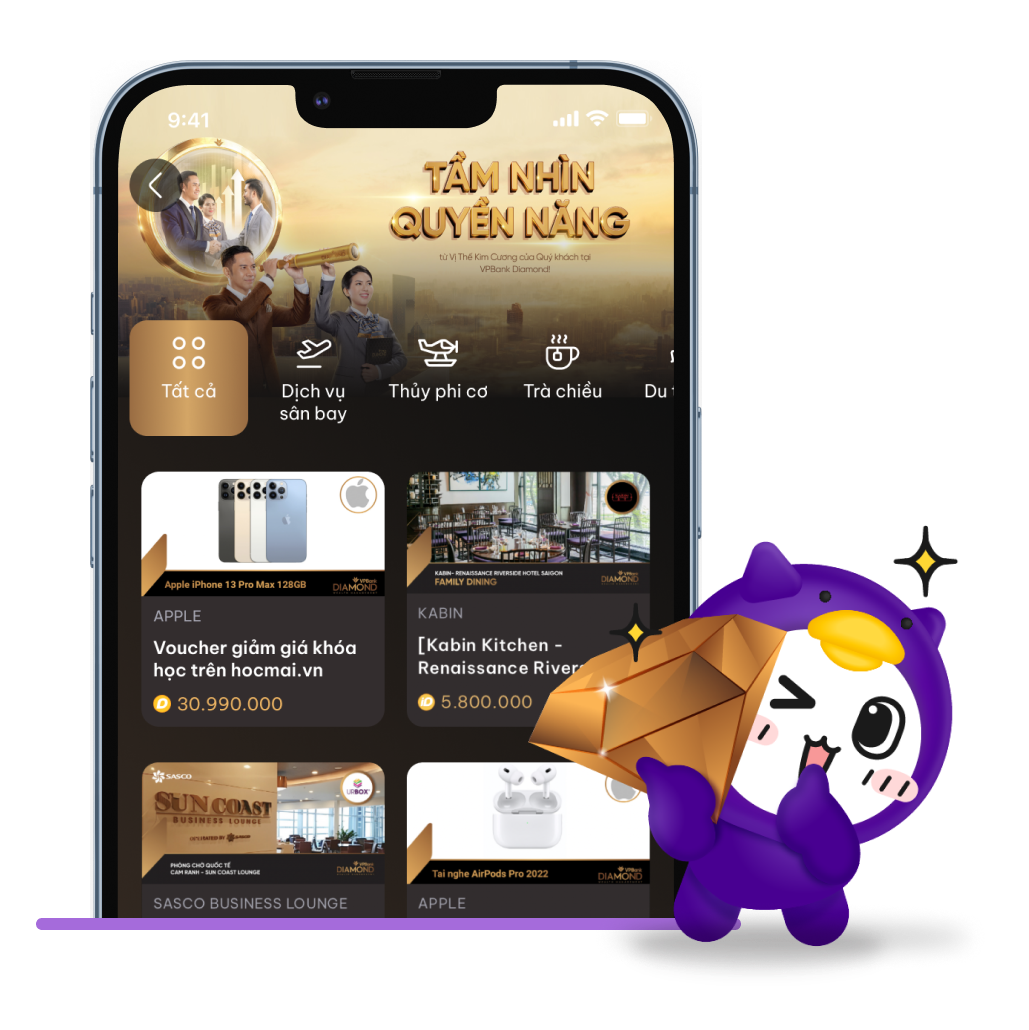 9:41
TẦM NHÌN
QUYỀN NĂNG
từ Vị Thế Kim Cương của Quý khách tại
VPBank Diamond!
Tất cả
Dịch vụ
sân bay
Thủy phi cơ
Trà chiều
Du
Apple iPhone 13 Pro Max 128GB
VPBank
DIAMOND
APPLE
Voucher giảm giá khóa
học trên hocmai.vn
30.990.000
KABIN- RENAISSANCE RIVERSIDE HOTEL SAIGON
FAMILY DINING
VPBank
DIAMOND
KABIN
[Kabin Kitchen -
Renaissance Rivers
5.800.000
SASCO
SUN COAST
BUSINESS LOUNGE
URBOX
PHÒNG CHỜ QUỐC TẾ
CAM RANH - SUN COAST LOUNGE
VPBank
DIAMOND
SASCO BUSINESS LOUNGE
Tai nghe AirPods Pro 2022
VPBank
DIAMOND
APPLE